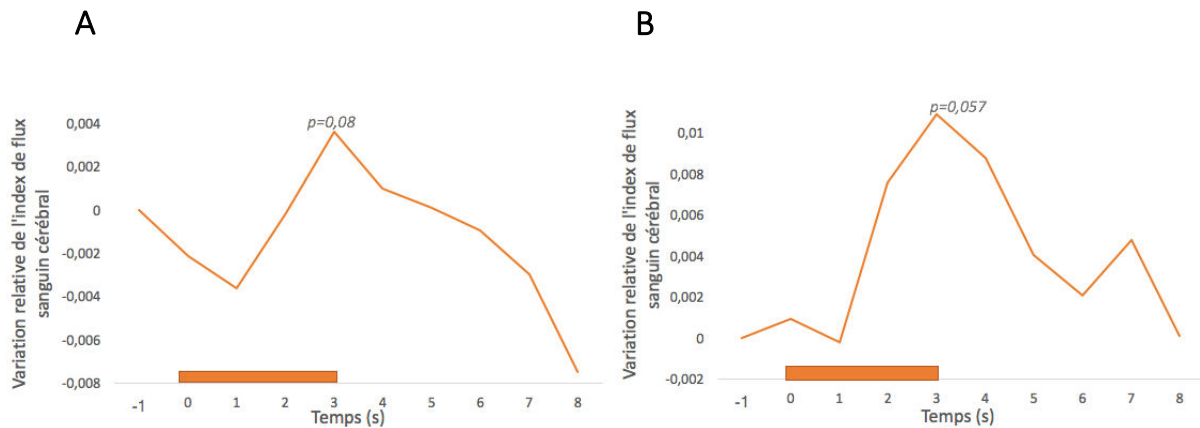 A
B
Variation relative de l'index de flux
sanguin cérébral
0,004
0,002
0
-0,002
-0,004
-0,006
-0,008
p=0,08
-1 0 1 2 3 4 5 6 7 8
Temps (s)
Variation relative de l'index de flux
sanguin cérébral
0,01
0,008
0,006
0,004
0,002
0
-0,002
p=0,057
-1 0 1 2 3 4 5 6 7 8
Temps (s)